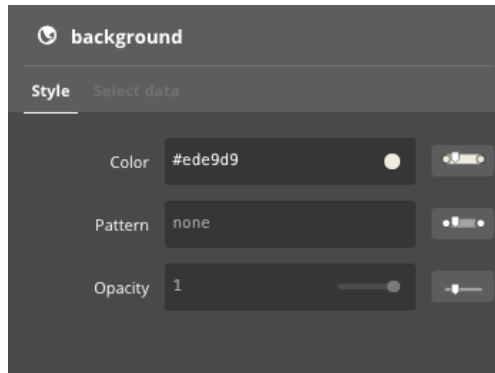 background
Style Select data
Color #ede9d9
Pattern none
Opacity 1